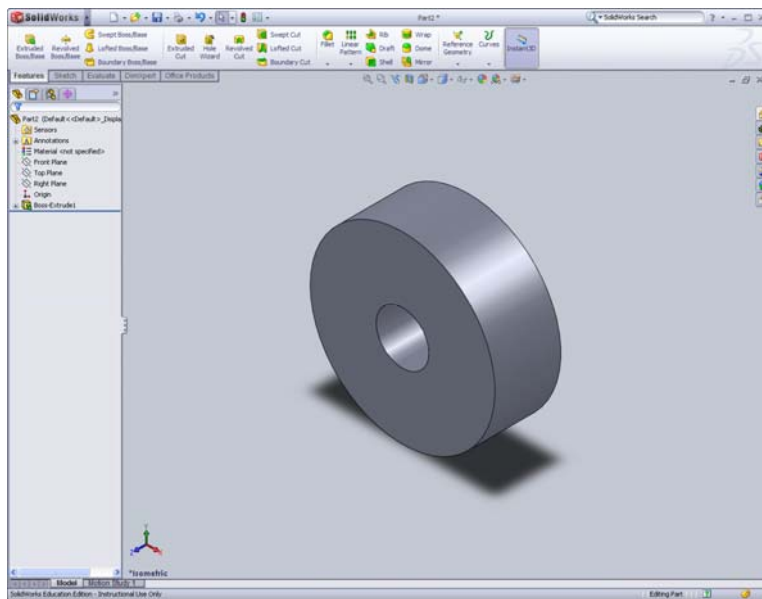 SolidWorks
Part2 *
SolidWorks Search
Extruded Boss/Base
Revolved Boss/Base
Swept Boss/Base
Lofted Boss/Base
Boundary Boss/Base
Extruded Cut
Hole Wizard
Revolved Cut
Swept Cut
Lofted Cut
Boundary Cut
Fillet
Linear Pattern
Rib
Draft
Shell
Wrap
Dome
Mirror
Reference Geometry
Curves
Instant3D
Features Sketch Evaluate DimXpert Office Products
Part2 (Default<<Default>_Displa
Sensors
Annotations
Material <not specified>
Front Plane
Top Plane
Right Plane
Origin
Boss-Extrude1
Y
Z
X
*Isometric
Model Motion Study 1
SolidWorks Education Edition - Instructional Use Only
Editing Part